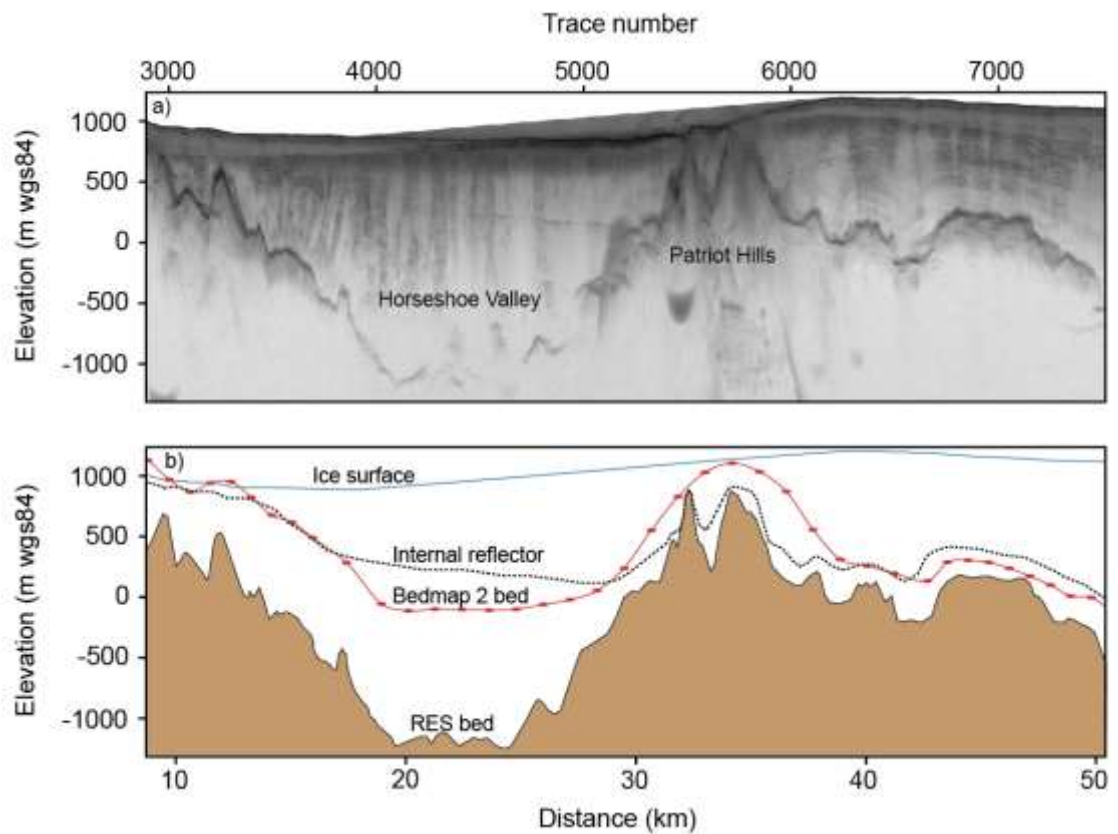 Trace number
3000 4000 5000 6000 7000
a)
1000
500
0
-500
-1000
Elevation (m wgs84)
Patriot Hills
Horseshoe Valley
b)
1000
500
0
-500
-1000
Elevation (m wgs84)
Ice surface
Internal reflector
Bedmap 2 bed
RES bed
10 20 30 40 50
Distance (km)